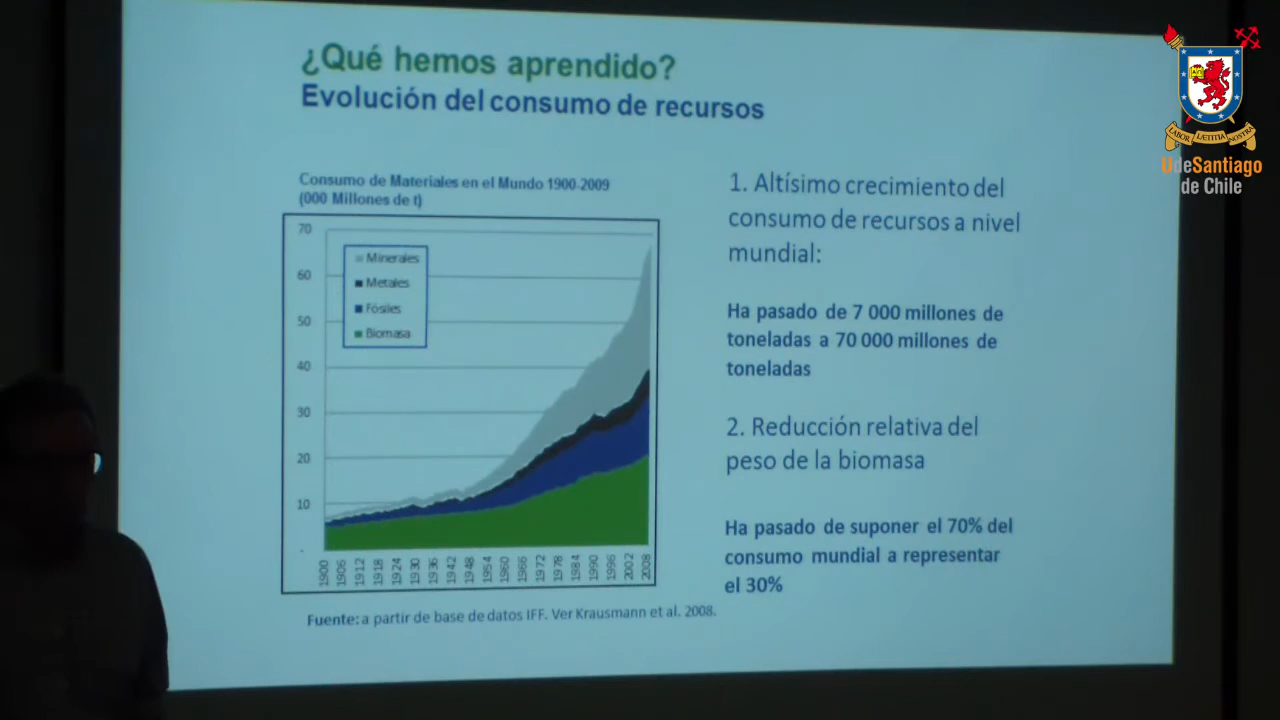 ¿Qué hemos aprendido?
Evolución del consumo de recursos
Consumo de Materiales en el Mundo 1900-2009
(000 Millones de t)
70
60
50
40
30
20
10
-
Minerales
Metales
Fósiles
Biomasa
1900
1906
1912
1918
1924
1930
1936
1942
1948
1954
1960
1966
1972
1978
1984
1990
1996
2002
2008
Fuente: a partir de base de datos IFF. Ver Krausmann et al. 2008.
1. Altísimo crecimiento del
consumo de recursos a nivel
mundial:
Ha pasado de 7 000 millones de
toneladas a 70 000 millones de
toneladas
2. Reducción relativa del
peso de la biomasa
Ha pasado de suponer el 70% del
consumo mundial a representar
el 30%
LABOR LÆTITIA NOSTRA
UdeSantiago
de Chile